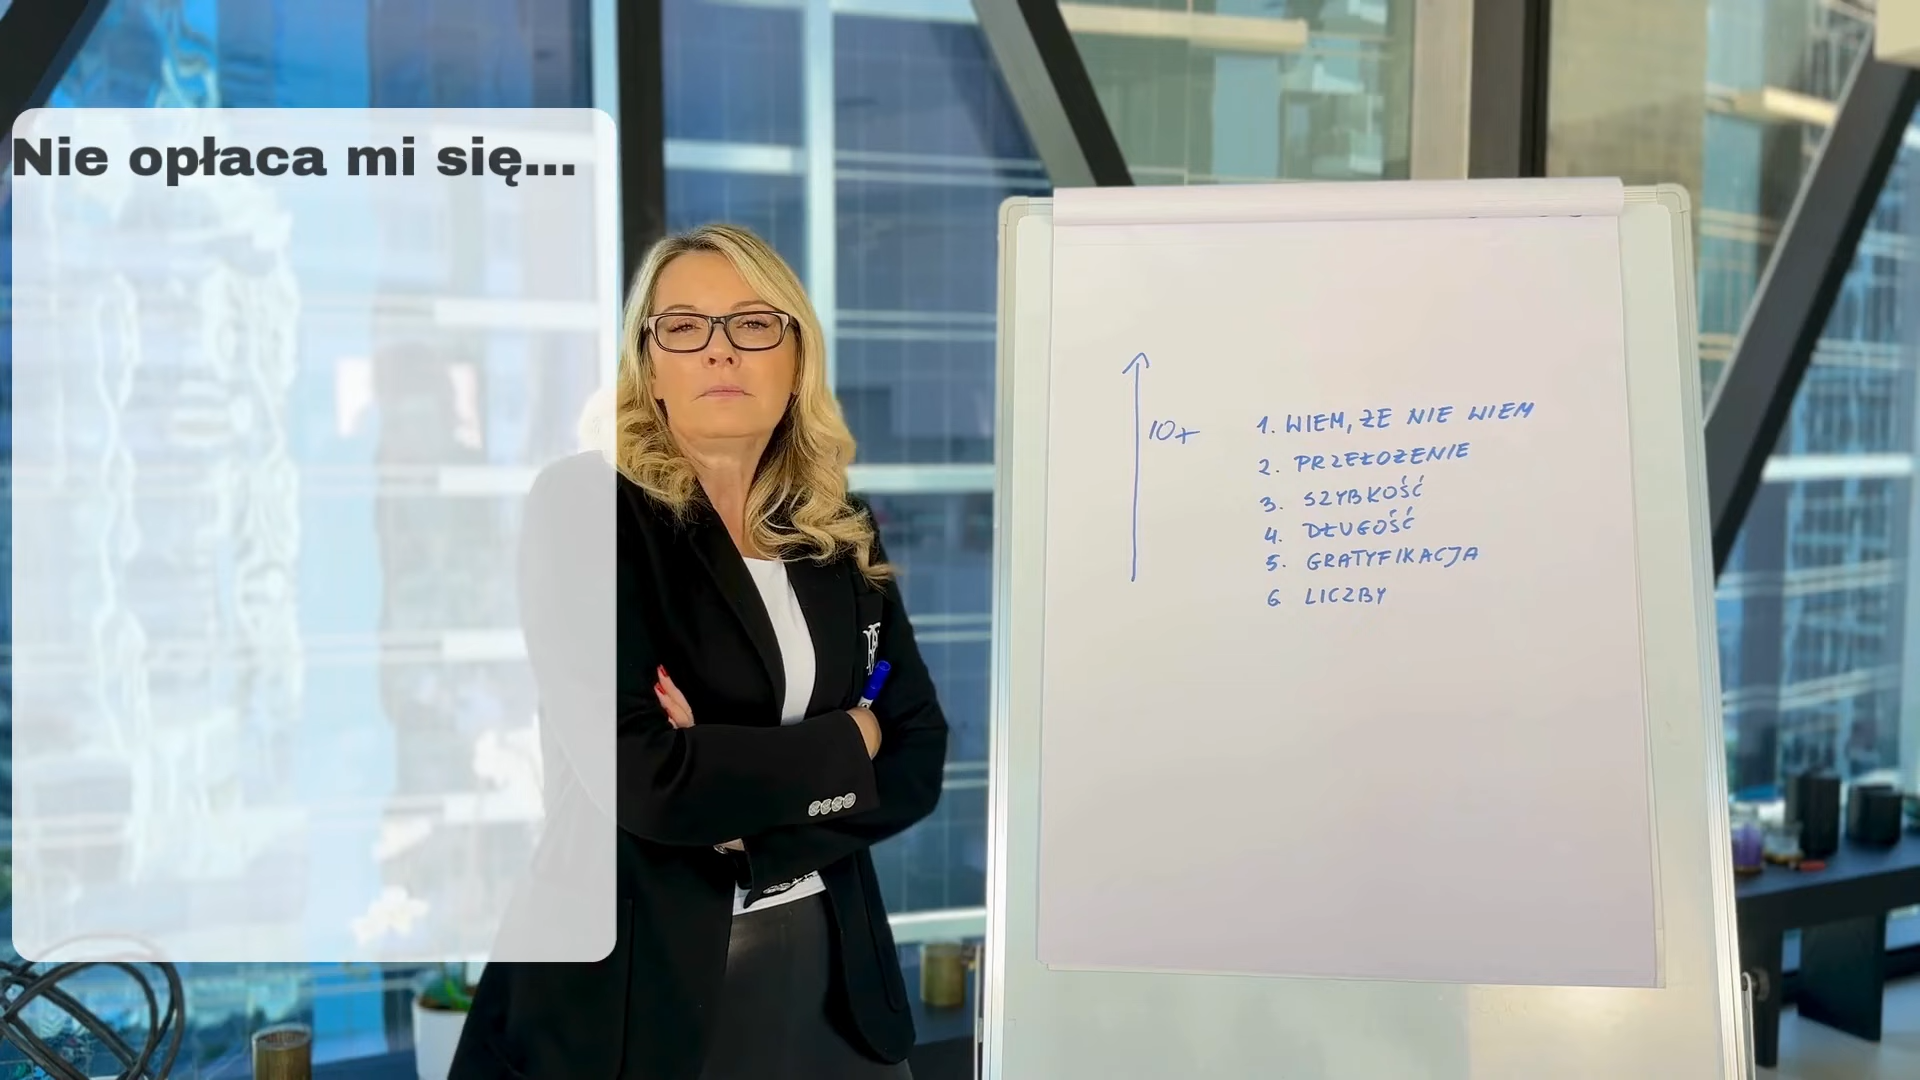 Nie opłaca mi się...
10+
1. WIEM, ŻE NIE WIEM
2. PRZEŁOŻENIE
3. SZYBKOŚĆ
4. DŁUGOŚĆ
5. GRATYFIKACJA
6 LICZBY